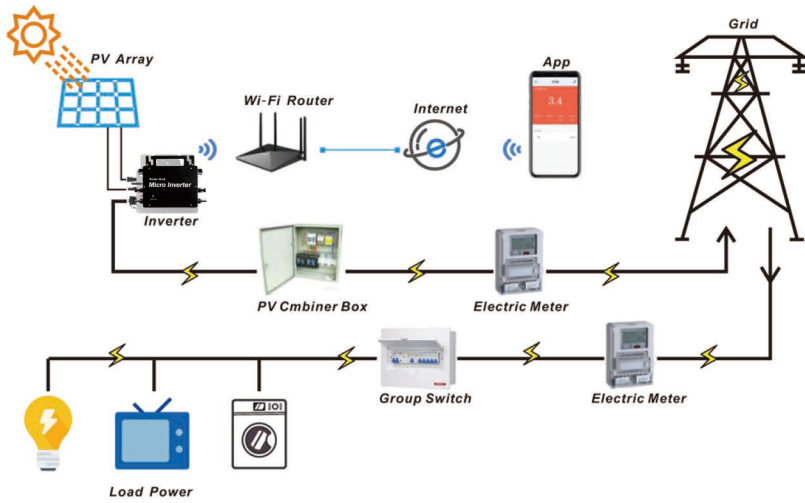 Grid
PV Array
App
Wi-Fi Router
Internet
3.4
Micro Inverter
Inverter
PV Cmbiner Box
Electric Meter
Group Switch
Electric Meter
Load Power